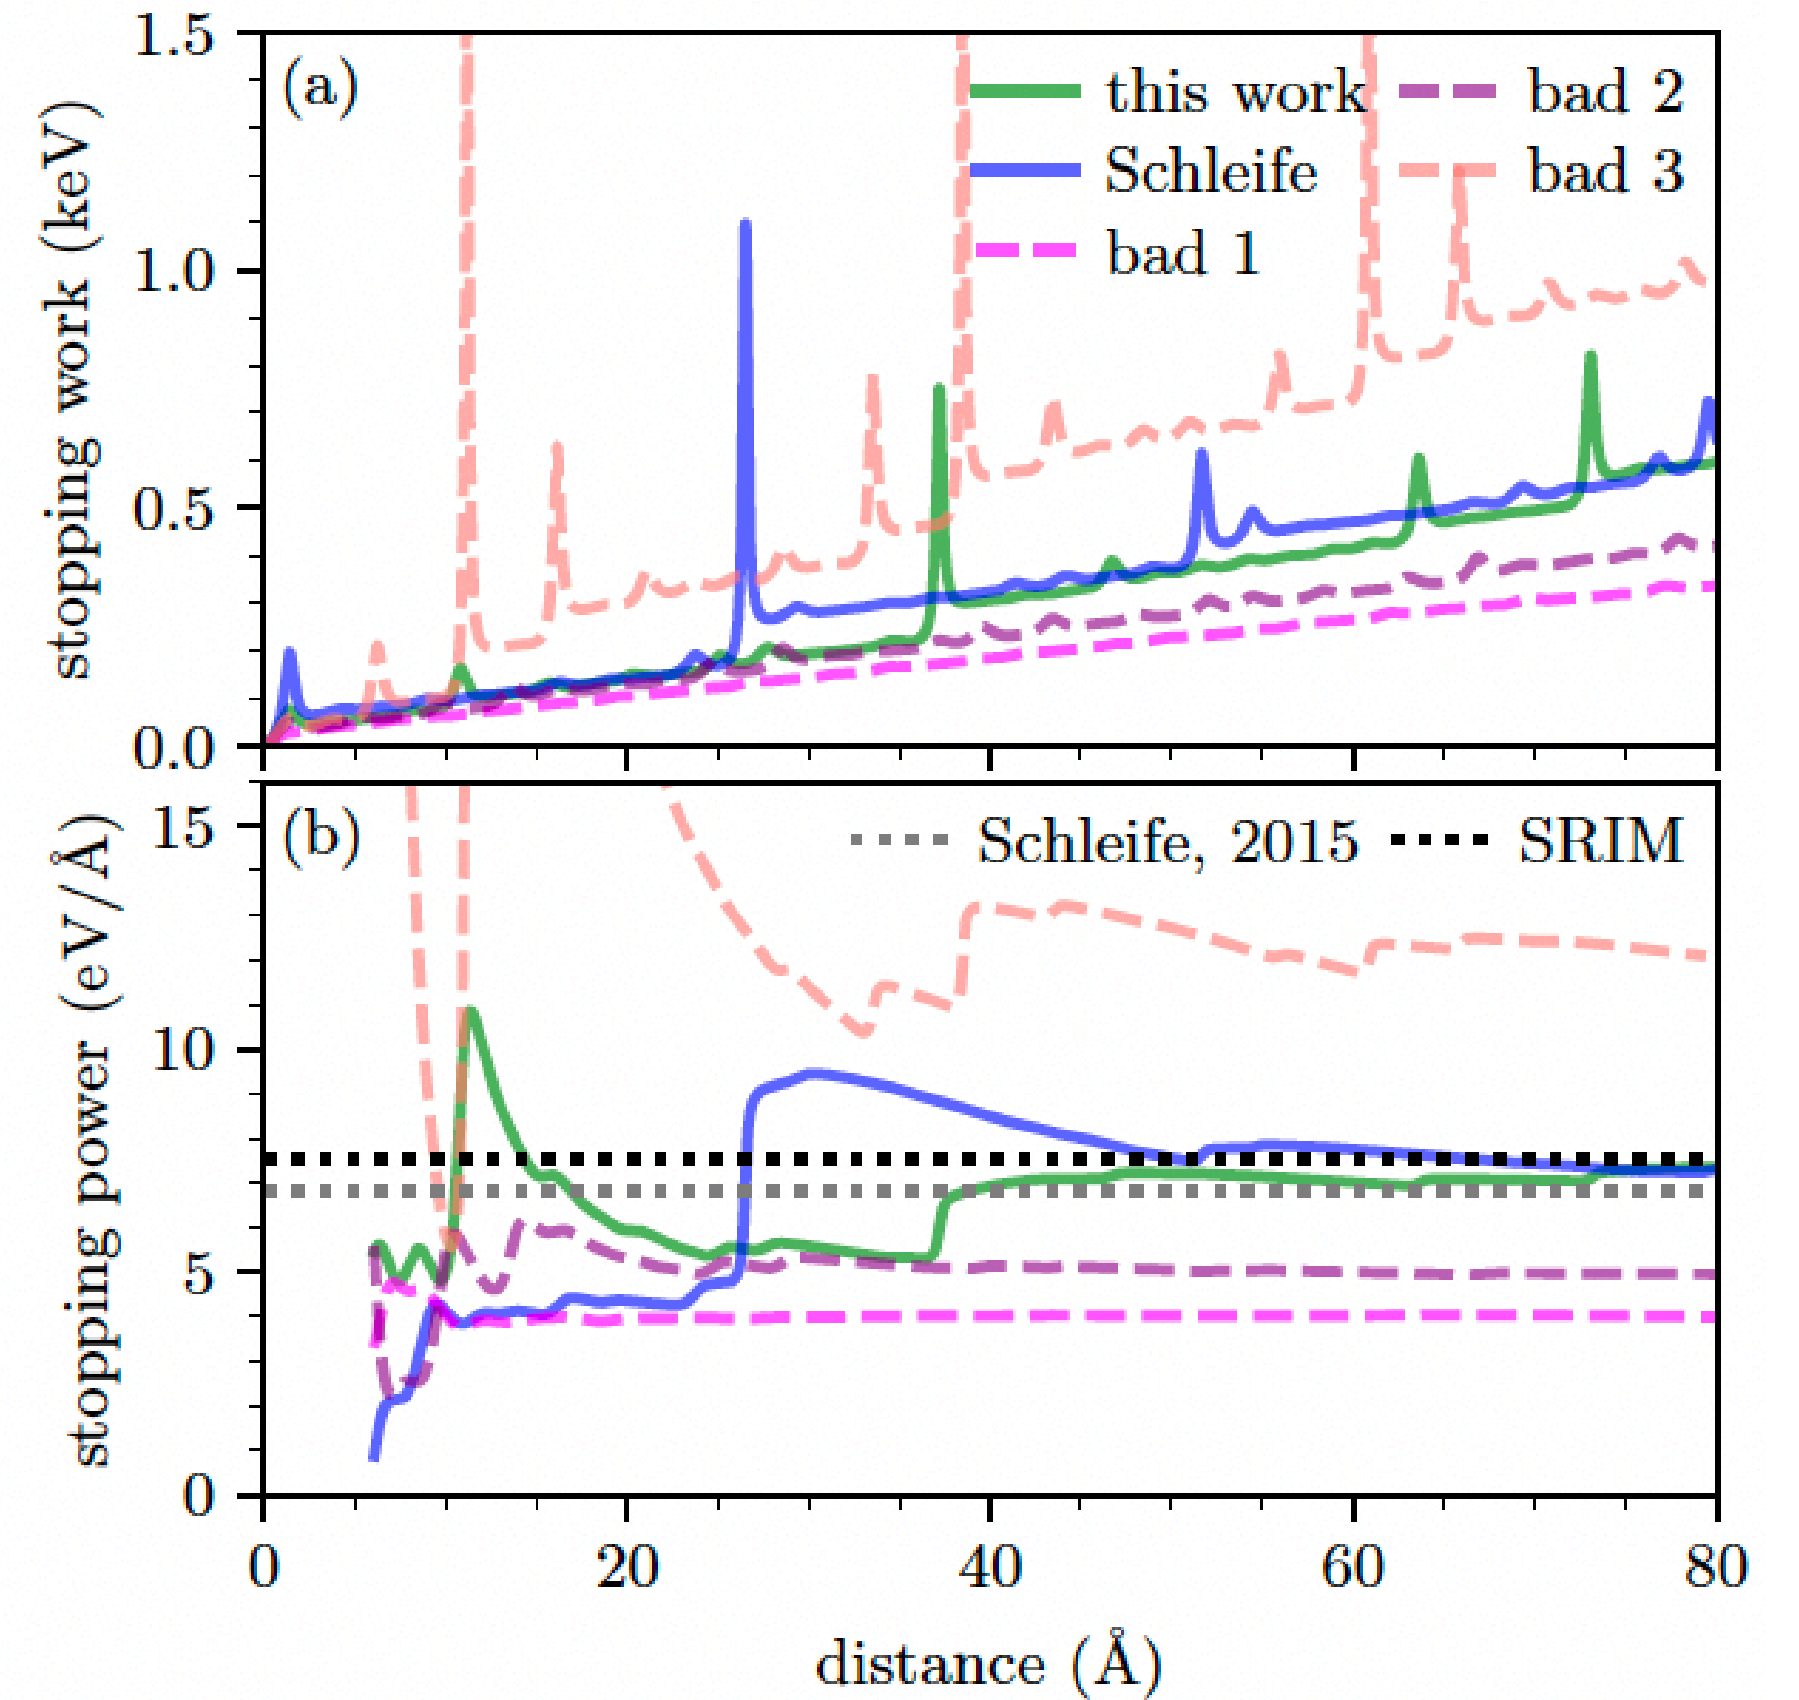 1.5
(a)
this work
bad 2
Schleife
bad 3
bad 1
1.0
0.5
0.0
stopping work (keV)
(b)
Schleife, 2015
SRIM
15
10
5
0
stopping power (eV/Å)
0 20 40 60 80
distance (Å)